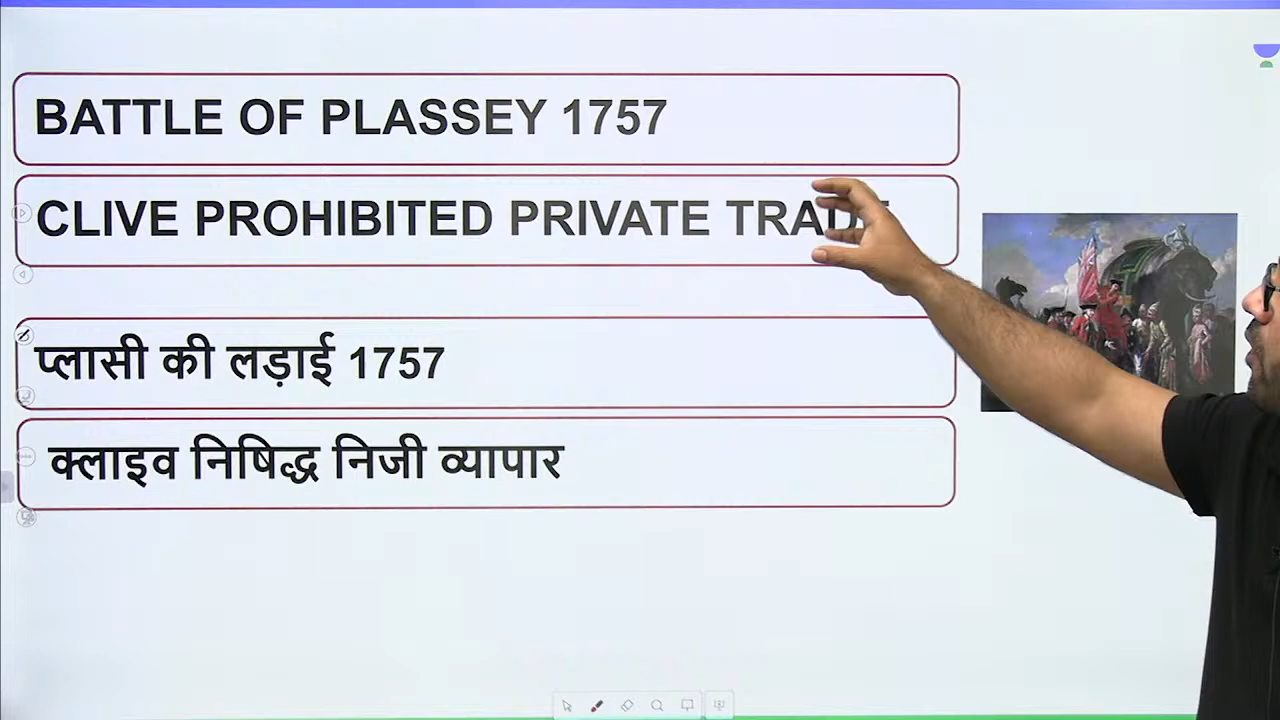 BATTLE OF PLASSEY 1757
CLIVE PROHIBITED PRIVATE TRADE
प्लासी की लड़ाई 1757
क्लाइव निषिद्ध निजी व्यापार